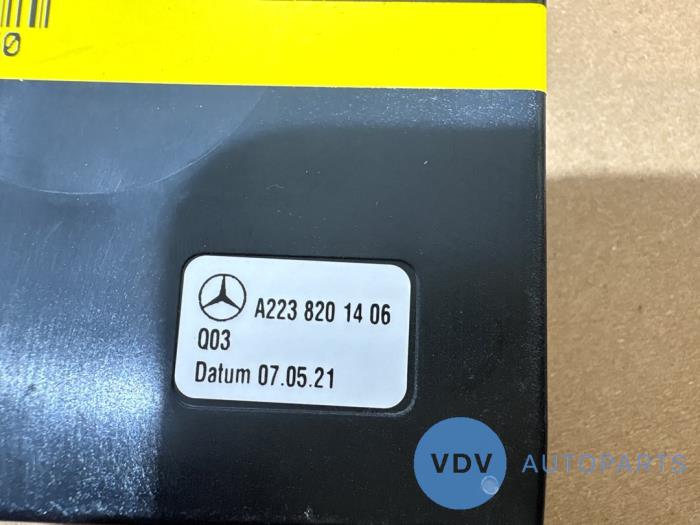 A223 820 14 06
Q03
Datum 07.05.21
VDV AUTOPARTS